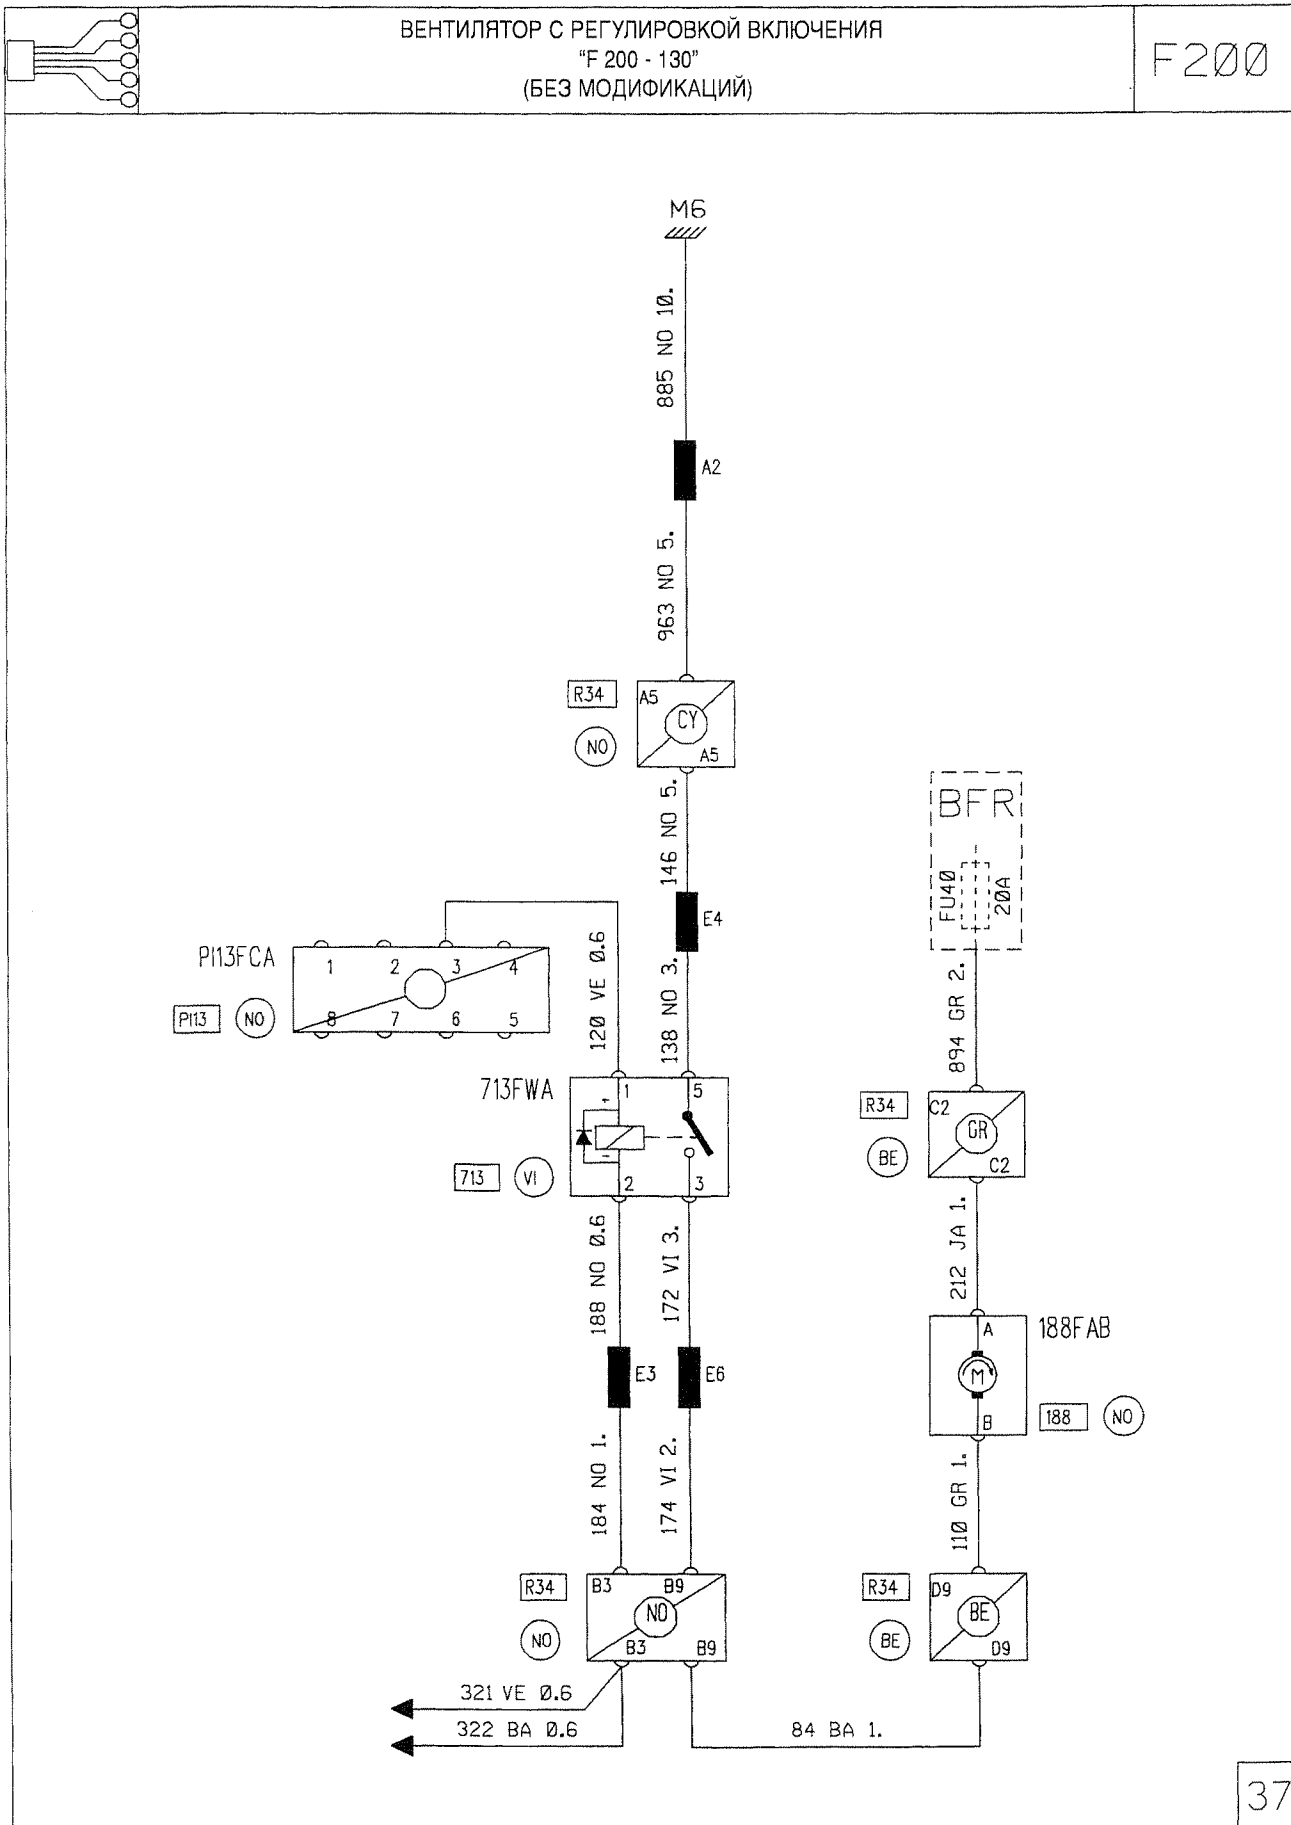 ВЕНТИЛЯТОР С РЕГУЛИРОВКОЙ ВКЛЮЧЕНИЯ
"F 200 - 130"
(БЕЗ МОДИФИКАЦИЙ)
F200
M6
885 NO 10.
A2
963 NO 5.
R34
NO
A5
CY
A5
146 NO 5.
E4
138 NO 3.
BFR
FU40
20A
894 GR 2.
PI13FCA
PI13
NO
1
2
3
4
8
7
6
5
120 VE 0.6
713FWA
713
VI
1
5
+
-
2
3
R34
BE
C2
GR
C2
212 JA 1.
188FAB
A
M
B
188
NO
110 GR 1.
188 NO 0.6
172 VI 3.
E3
E6
184 NO 1.
174 VI 2.
R34
NO
B3
B9
NO
B3
B9
R34
BE
D9
BE
D9
321 VE 0.6
322 BA 0.6
84 BA 1.
37